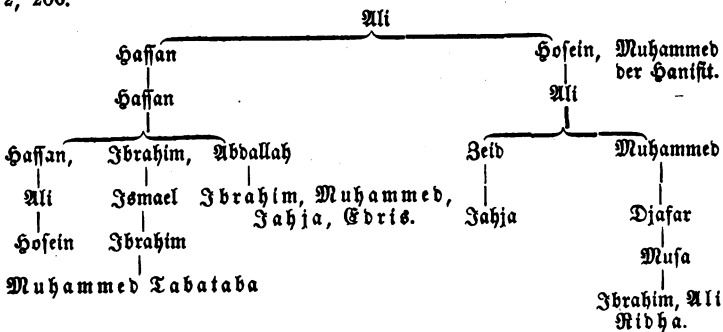 2, 206.
Ali
Hassan Hosein, Muhammed
der Hanifit.
Hassan Ali
Hassan, Ibrahim, Abdallah Zeid Muhammed
Ali Ismael Ibrahim, Muhammed,
Jahja, Edris. Jahja Djafar
Hosein Ibrahim Musa
Muhammed Tabataba
Ibrahim, Ali
Ridha.